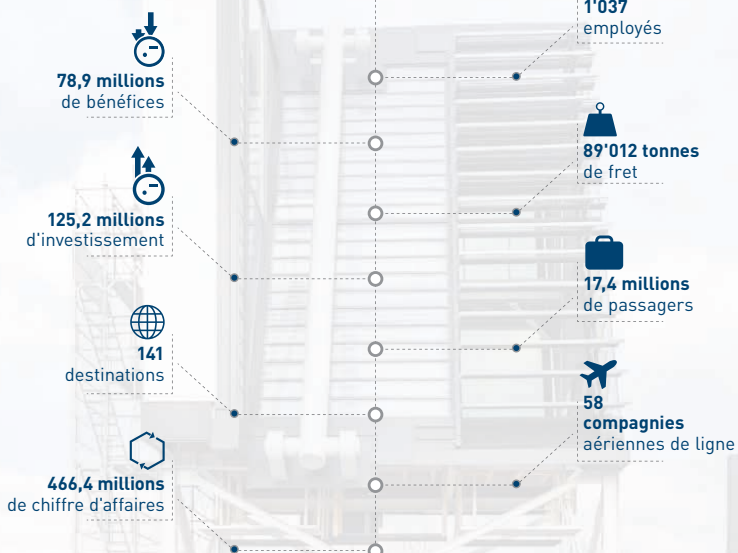 1'037
employés
78,9 millions
de bénéfices
89'012 tonnes
de fret
125,2 millions
d'investissement
17,4 millions
de passagers
141
destinations
58
compagnies
aériennes de ligne
466,4 millions
de chiffre d'affaires